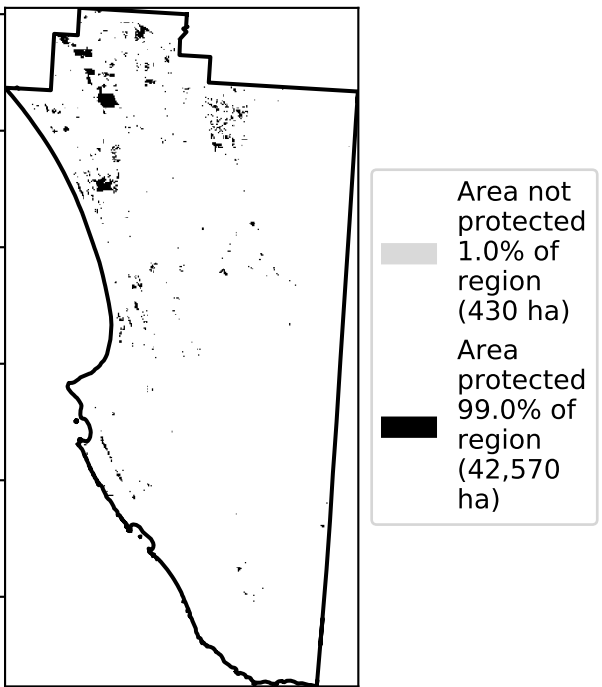 Area not
protected
1.0% of
region
(430 ha)
Area
protected
99.0% of
region
(42,570
ha)